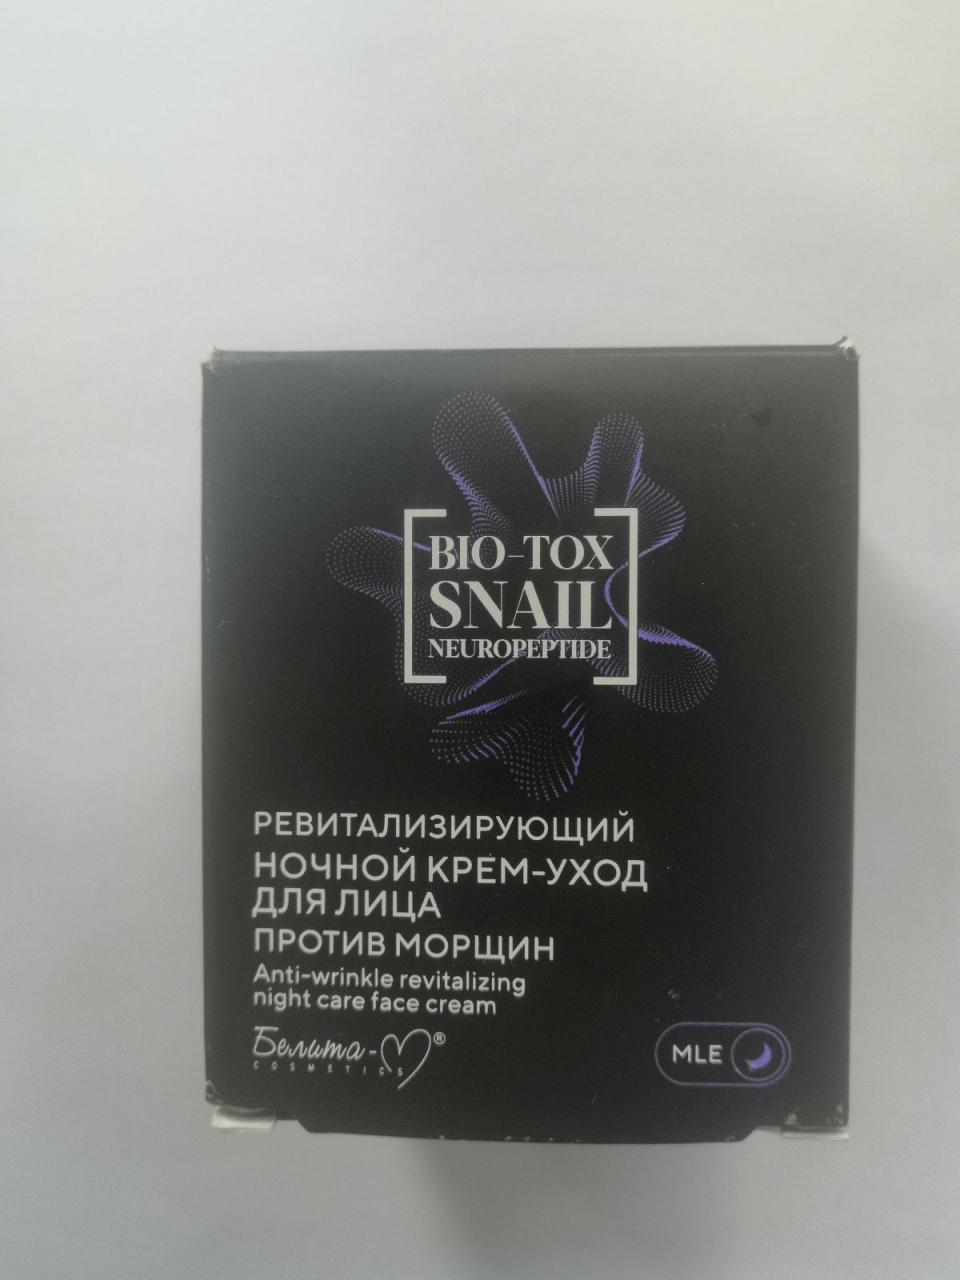 BIO-TOX
SNAIL
NEUROPEPTIDE
РЕВИТАЛИЗИРУЮЩИЙ
НОЧНОЙ КРЕМ-УХОД
ДЛЯ ЛИЦА
ПРОТИВ МОРЩИН
Anti-wrinkle revitalizing
night care face cream
Белита-М®
COSMETICS
MLE